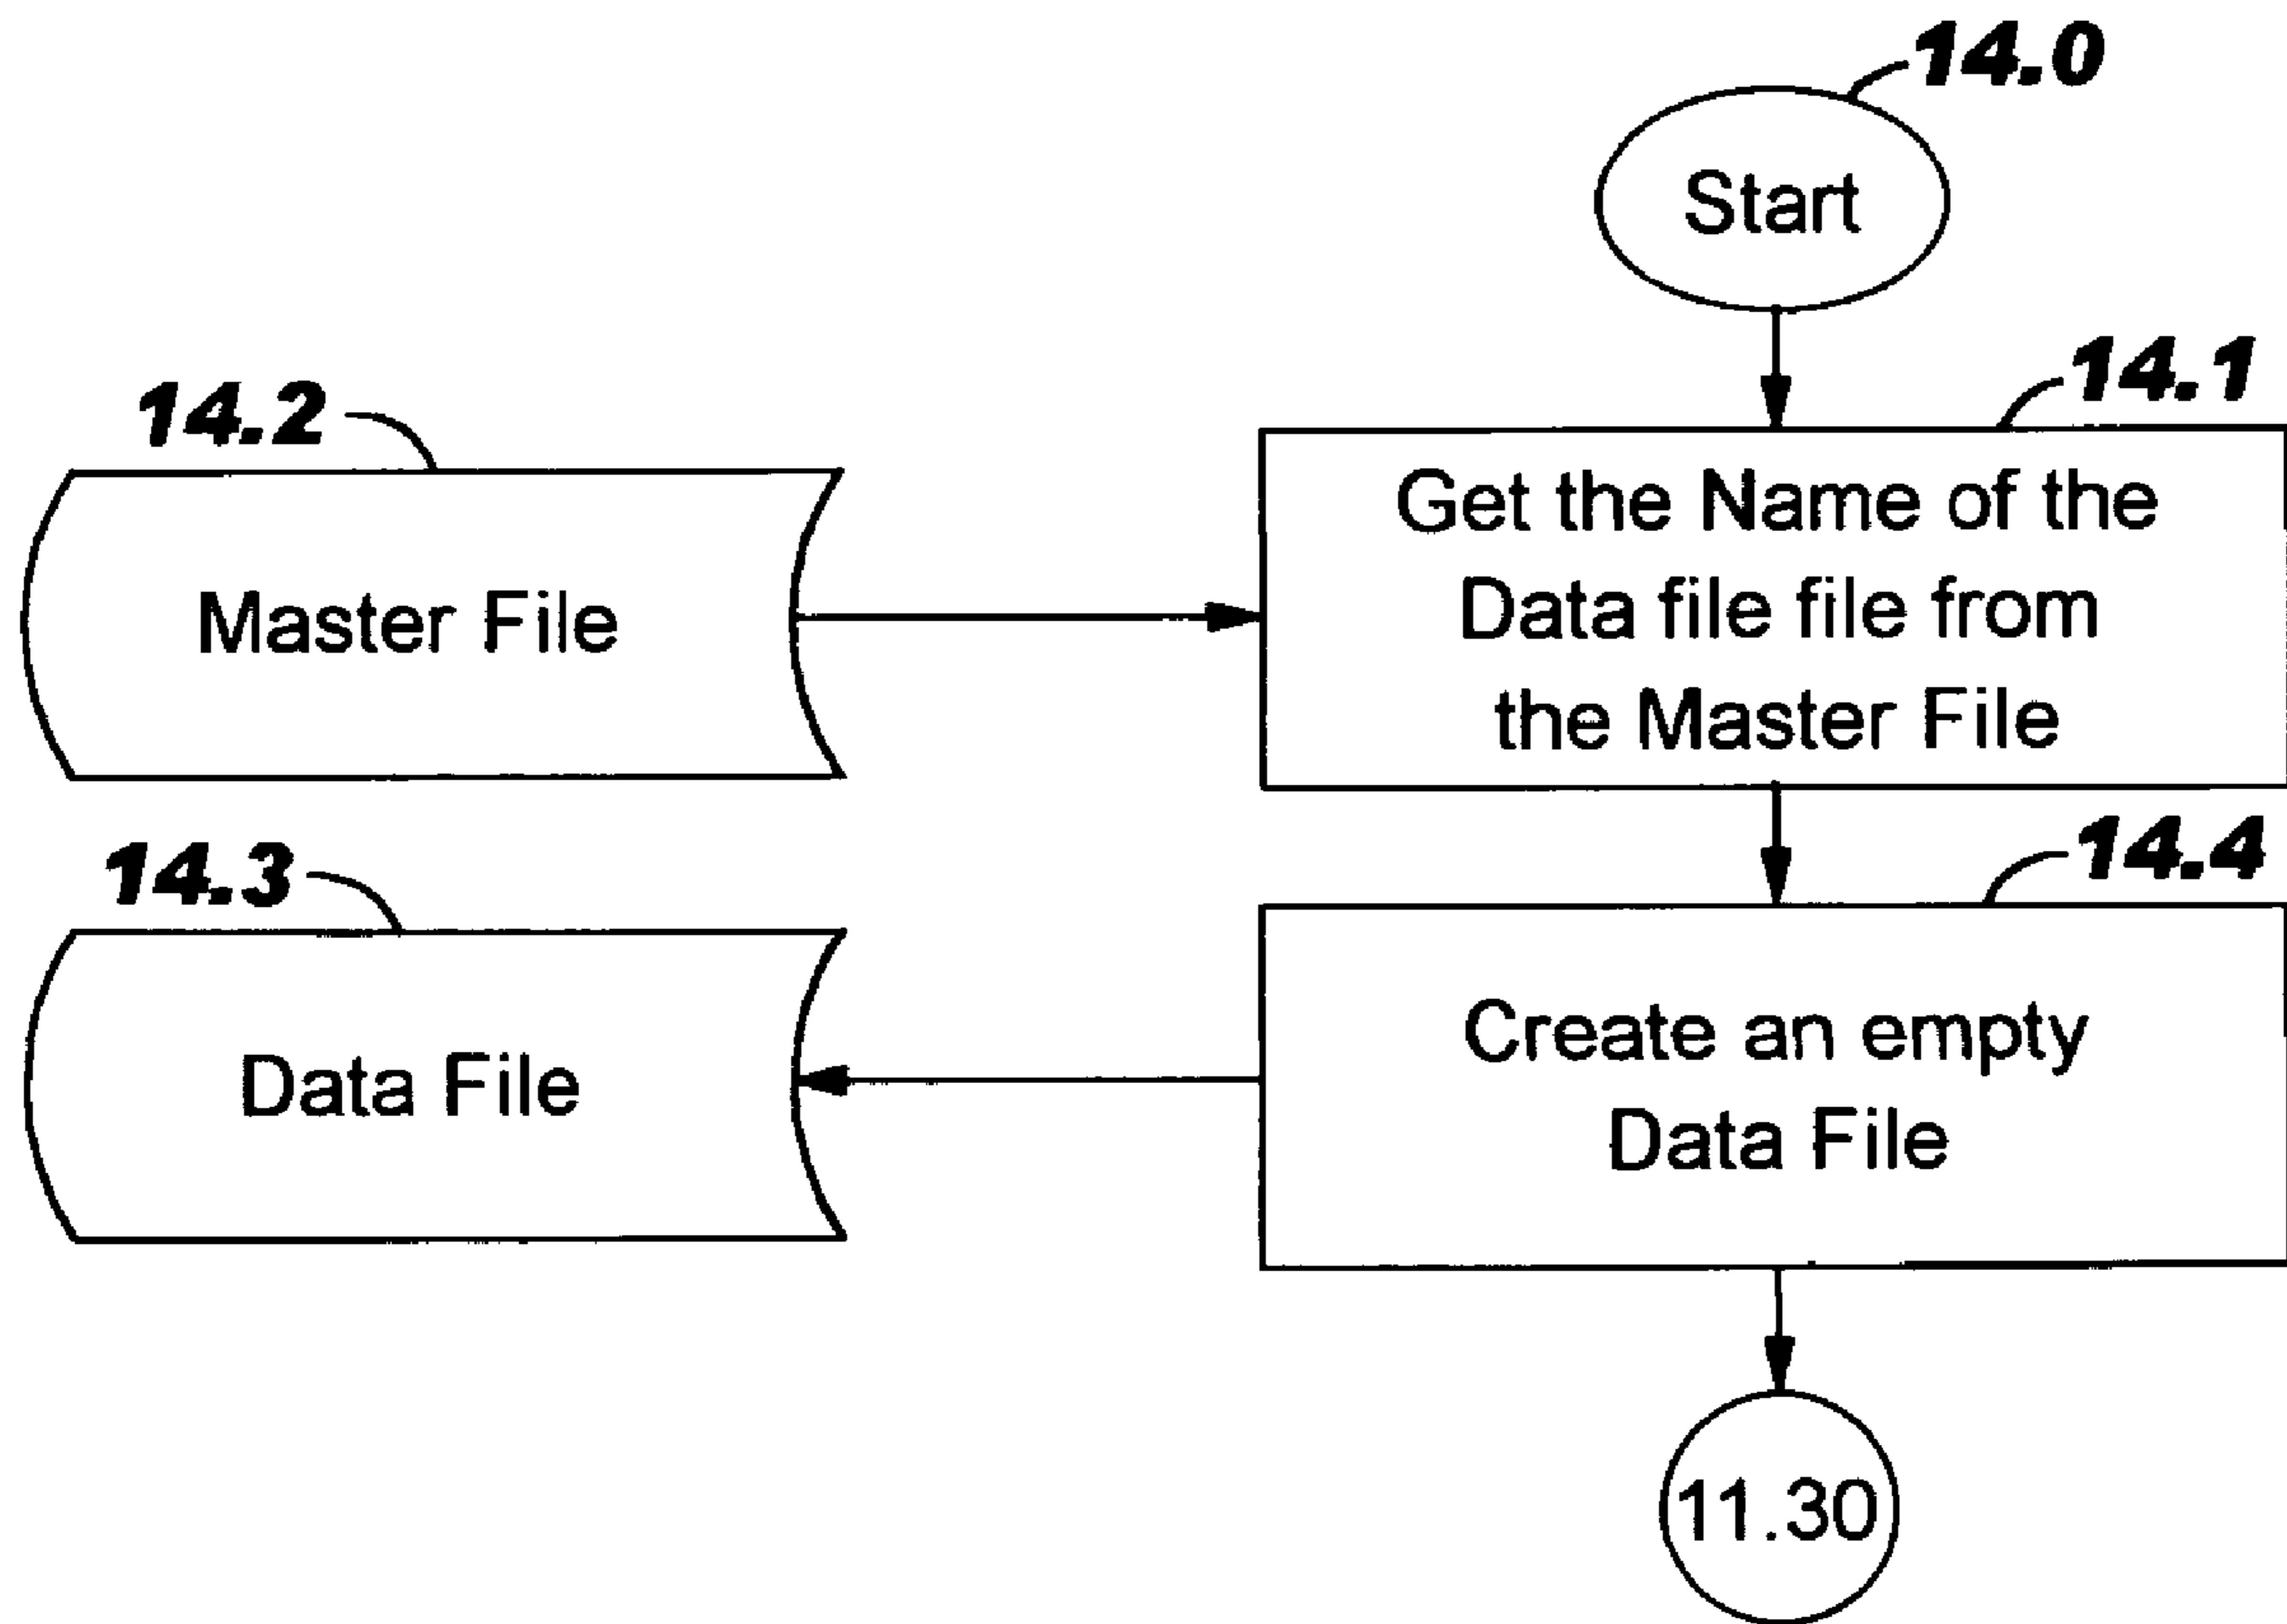 14.0
Start
14.1
14.2
Get the Name of the
Data file file from
the Master File
Master File
14.3
14.4
Data File
Create an empty
Data File
11.30